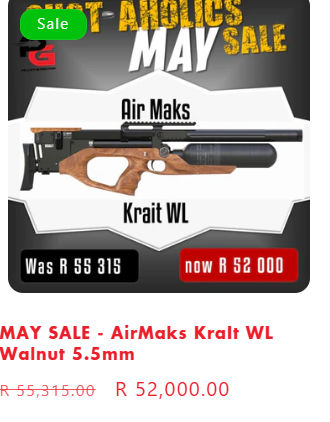 SHOT-AHOLICS
Sale
MAY SALE
Air Maks
Krait WL
Was R 55 315
now R 52 000
MAY SALE - AirMaks KraIt WL
Walnut 5.5mm
R 55,315.00 R 52,000.00